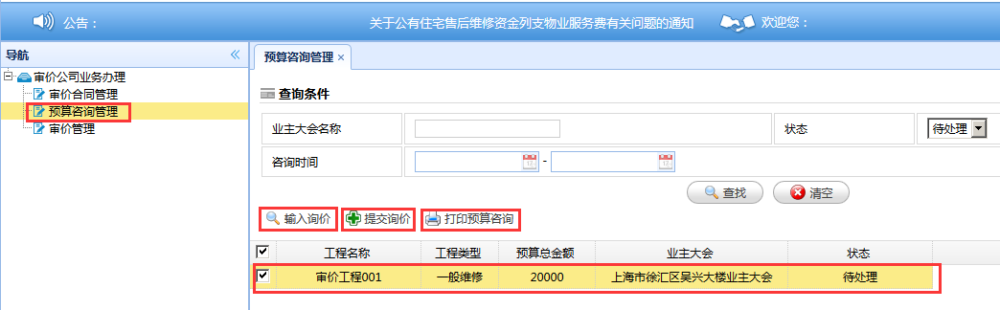 公告： 关于公有住宅售后维修资金列支物业服务费有关问题的通知 欢迎您：
导航
预算咨询管理
审价公司业务办理
审价合同管理
预算咨询管理
审价管理
查询条件
业主大会名称 状态 待处理
咨询时间 -
查找 清空
输入询价 提交询价 打印预算咨询
工程名称 工程类型 预算总金额 业主大会 状态
审价工程001 一般维修 20000 上海市徐汇区吴兴大楼业主大会 待处理